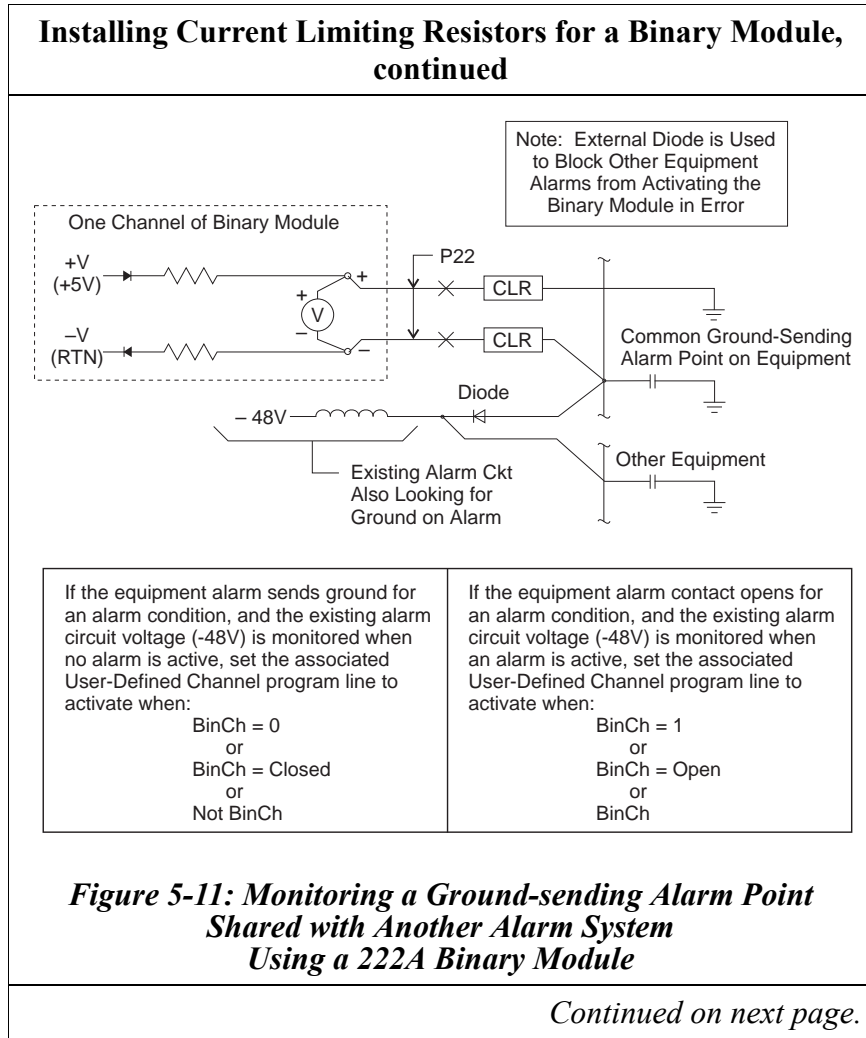 Installing Current Limiting Resistors for a Binary Module,
continued
Note: External Diode is Used
to Block Other Equipment
Alarms from Activating the
Binary Module in Error
One Channel of Binary Module
+V
(+5V)
+
+
V
–
–
–V
(RTN)
P22
CLR
CLR
Common Ground-Sending
Alarm Point on Equipment
Diode
– 48V
Existing Alarm Ckt
Also Looking for
Ground on Alarm
Other Equipment
If the equipment alarm sends ground for
an alarm condition, and the existing alarm
circuit voltage (-48V) is monitored when
no alarm is active, set the associated
User-Defined Channel program line to
activate when:
BinCh = 0
or
BinCh = Closed
or
Not BinCh
If the equipment alarm contact opens for
an alarm condition, and the existing alarm
circuit voltage (-48V) is monitored when
an alarm is active, set the associated
User-Defined Channel program line to
activate when:
BinCh = 1
or
BinCh = Open
or
BinCh
Figure 5-11: Monitoring a Ground-sending Alarm Point
Shared with Another Alarm System
Using a 222A Binary Module
Continued on next page.